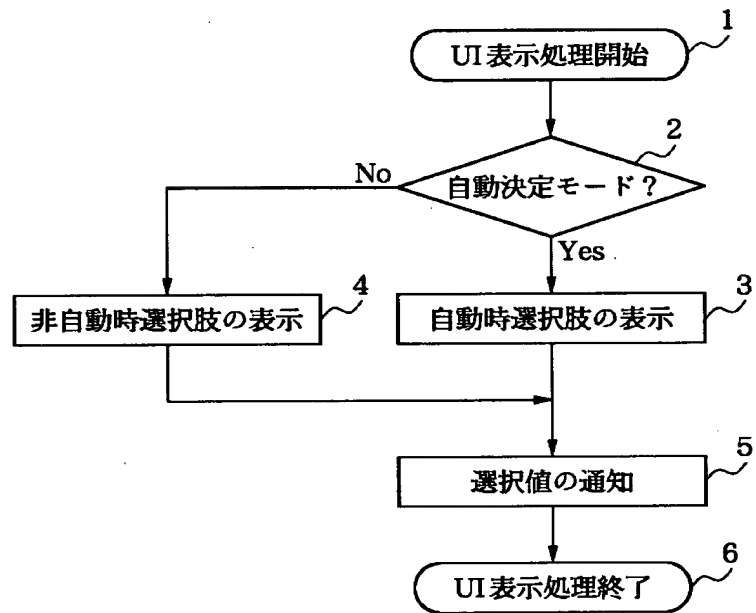 1
UI表示処理開始
2
No
自動決定モード?
Yes
4
3
非自動時選択肢の表示
自動時選択肢の表示
5
選択値の通知
6
UI表示処理終了